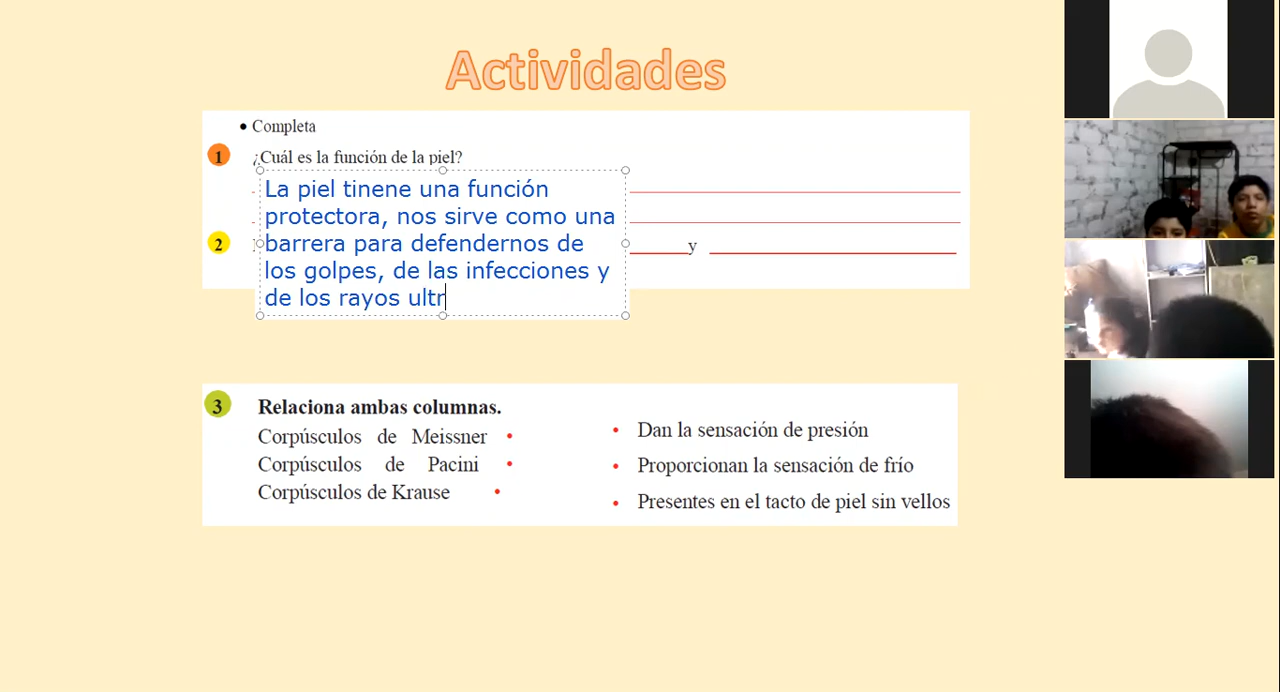 Actividades
• Completa
1 ¿Cuál es la función de la piel?
La piel tinene una función
protectora, nos sirve como una
barrera para defendernos de
los golpes, de las infecciones y
de los rayos ultr
2
y
3 Relaciona ambas columnas.
Corpúsculos de Meissner •
Corpúsculos de Pacini •
Corpúsculos de Krause •
• Dan la sensación de presión
• Proporcionan la sensación de frío
• Presentes en el tacto de piel sin vellos